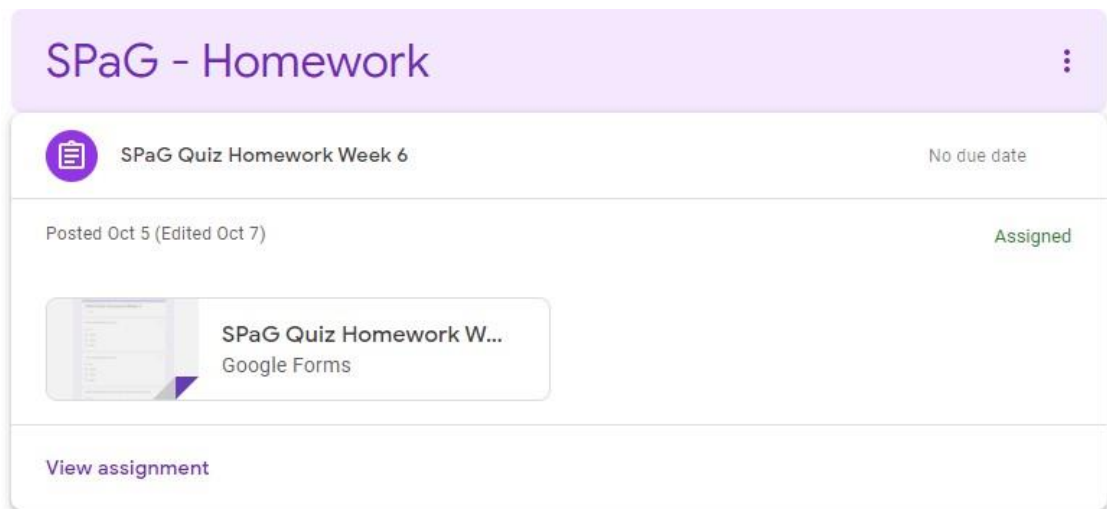 SPaG - Homework
SPaG Quiz Homework Week 6
No due date
Posted Oct 5 (Edited Oct 7)
Assigned
SPaG Quiz Homework W...
Google Forms
View assignment